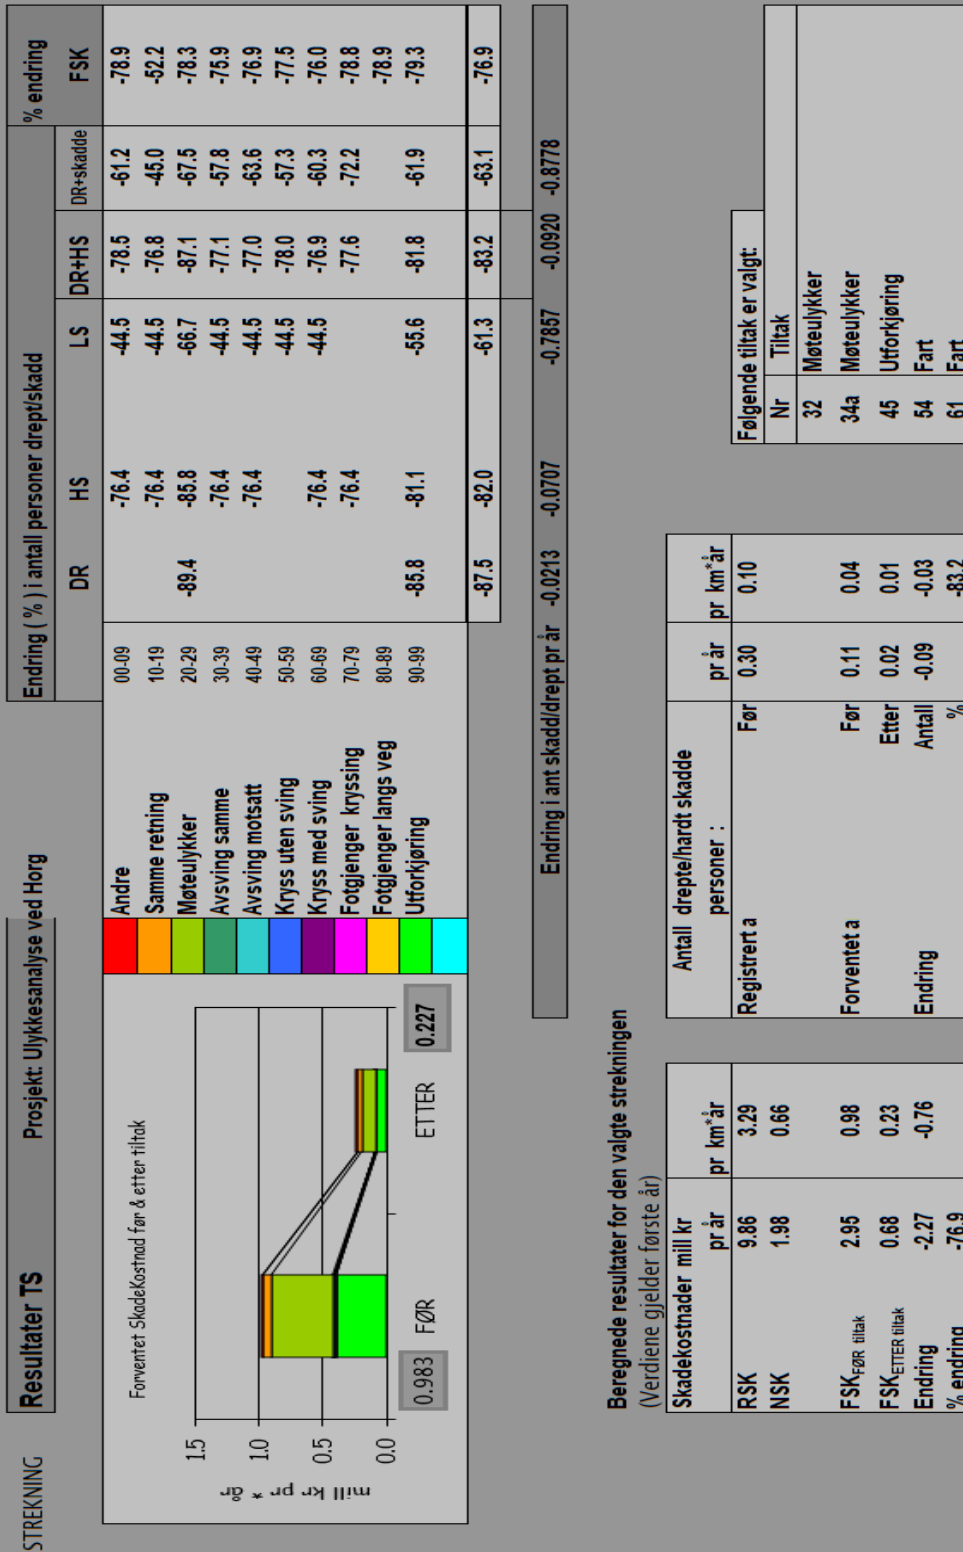 STREKNING
Resultater TS Prosjekt: Ulykkesanalyse ved Horg
Endring ( % ) i antall personer drept/skadd % endring
DR HS LS DR+HS DR+skadde FSK
Andre 00-09 -76.4 -44.5 -78.5 -61.2 -78.9
Samme retning 10-19 -76.4 -44.5 -76.8 -45.0 -52.2
Møteulykker 20-29 -89.4 -85.8 -66.7 -87.1 -67.5 -78.3
Avsving samme 30-39 -76.4 -44.5 -77.1 -57.8 -75.9
Avsving motsatt 40-49 -76.4 -44.5 -77.0 -63.6 -76.9
Kryss uten sving 50-59 -44.5 -78.0 -57.3 -77.5
Kryss med sving 60-69 -76.4 -44.5 -76.9 -60.3 -76.0
Fotgjenger kryssing 70-79 -76.4 -77.6 -72.2 -78.8
Fotgjenger langs veg 80-89 -78.9
Utforkjøring 90-99 -85.8 -81.1 -55.6 -81.8 -61.9 -79.3
-87.5 -82.0 -61.3 -83.2 -63.1 -76.9
Endring i ant skadd/drept pr år -0.0213 -0.0707 -0.7857 -0.0920 -0.8778
Forventet SkadeKostnad før & etter tiltak
mill kr pr * år
1.5
1.0
0.5
0.0
0.983 FØR ETTER 0.227
Beregnede resultater for den valgte strekningen
(Verdiene gjelder første år)
Skadekostnader mill kr
pr år pr km*år
RSK 9.86 3.29
NSK 1.98 0.66
FSK FØR tiltak 2.95 0.98
FSK ETTER tiltak 0.68 0.23
Endring -2.27 -0.76
% endring -76.9
Antall drepte/hardt skadde
personer : pr år pr km*år
Registrert a Før 0.30 0.10
Forventet a Før 0.11 0.04
Etter 0.02 0.01
Endring Antall -0.09 -0.03
% -83.2
Følgende tiltak er valgt:
Nr Tiltak
32 Møteulykker
34a Møteulykker
45 Utforkjøring
54 Fart
61 Fart